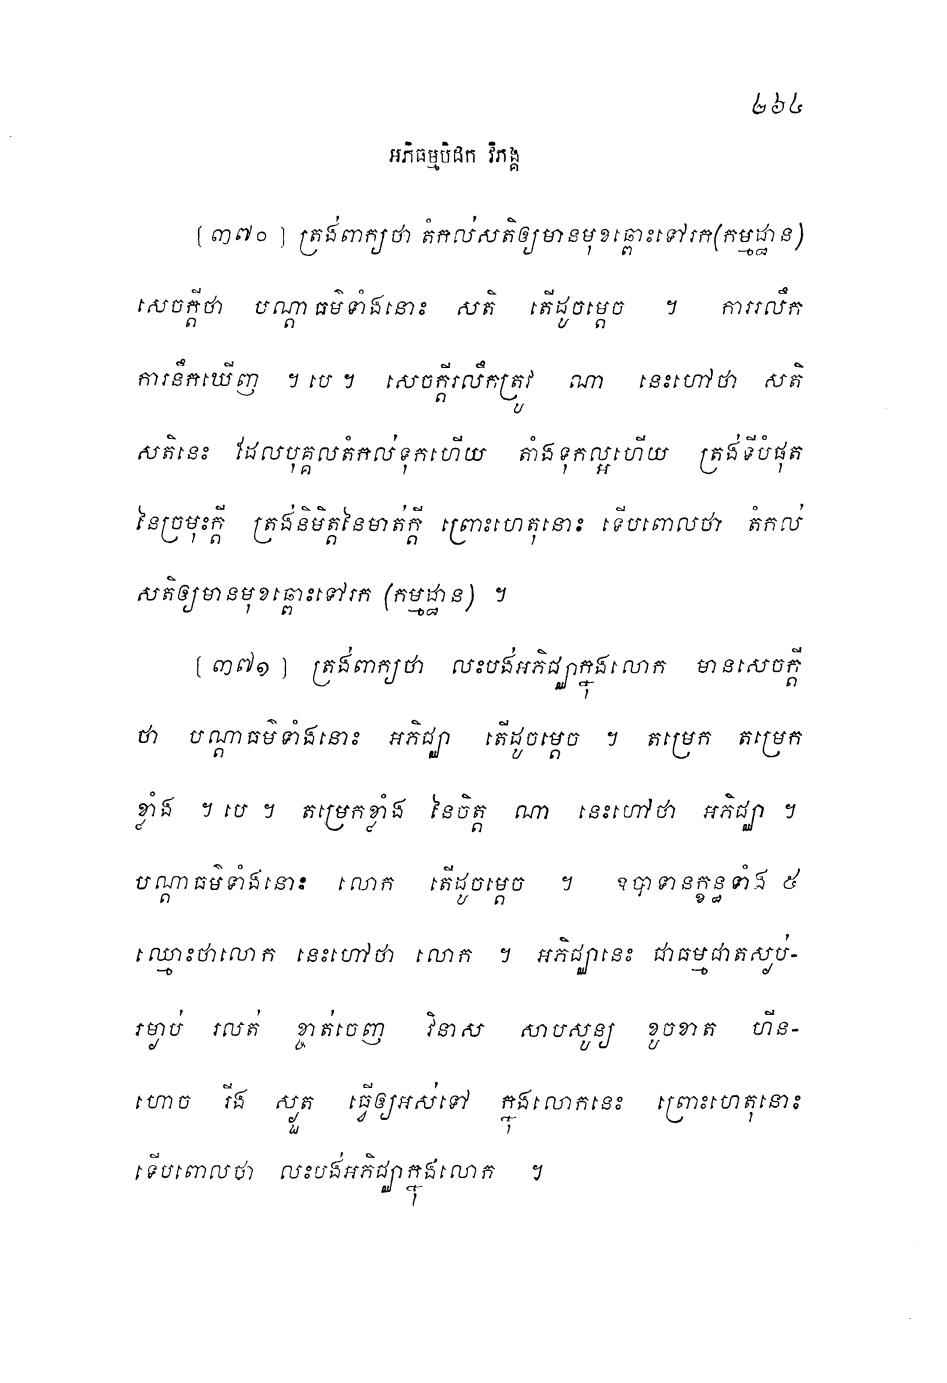 ២៦៤
អភិធម្មបិដក វិភង្គ
[៣៧០] ត្រង់ពាក្យថា តំកល់សតិឲ្យមានមុខឆ្ពោះទៅរក(កម្មដ្ឋាន)
សេចក្តីថា បណ្តាធម៌ទាំងនោះ សតិ តើដូចម្តេច ។ ការរលឹក
ការនឹកឃើញ ។បេ។ សេចក្តីរលឹកត្រូវ ណា នេះហៅថា សតិ
សតិនេះ ដែលបុគ្គលតំកល់ទុកហើយ តាំងទុកល្អហើយ ត្រង់ទីបំផុត
នៃច្រមុះក្តី ត្រង់និមិត្តនៃមាត់ក្តី ព្រោះហេតុនោះ ទើបពោលថា តំកល់
សតិឲ្យមានមុខឆ្ពោះទៅរក (កម្មដ្ឋាន) ។
[៣៧១] ត្រង់ពាក្យថា លះបង់អភិជ្ឈាក្នុងលោក មានសេចក្តី
ថា បណ្តាធម៌ទាំងនោះ អភិជ្ឈា តើដូចម្តេច ។ តម្រេក តម្រេក
ខ្លាំង ។បេ។ តម្រេកខ្លាំង នៃចិត្ត ណា នេះហៅថា អភិជ្ឈា ។
បណ្តាធម៌ទាំងនោះ លោក តើដូចម្តេច ។ ឧបាទានក្ខន្ធទាំង ៥
ឈ្មោះថាលោក នេះហៅថា លោក ។ អភិជ្ឈានេះ ជាធម្មជាតស្ងប់-
រម្ងាប់ រលត់ ខ្ចាត់ចេញ វិនាស សាបសូន្យ ខូចខាត ហិន-
ហោច រីង ស្ងួត ធ្វើឲ្យអស់ទៅ ក្នុងលោកនេះ ព្រោះហេតុនោះ
ទើបពោលថា លះបង់អភិជ្ឈាក្នុងលោក ។